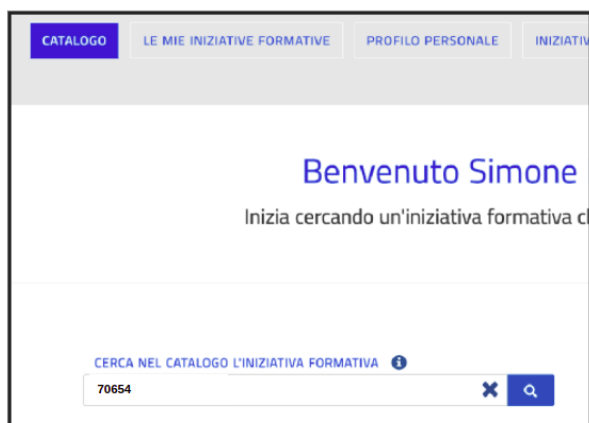 CATALOGO LE MIE INIZIATIVE FORMATIVE PROFILO PERSONALE
Benvenuto Simone
Inizia cercando un'iniziativa formativa
CERCA NEL CATALOGO L'INIZIATIVA FORMATIVA
70654